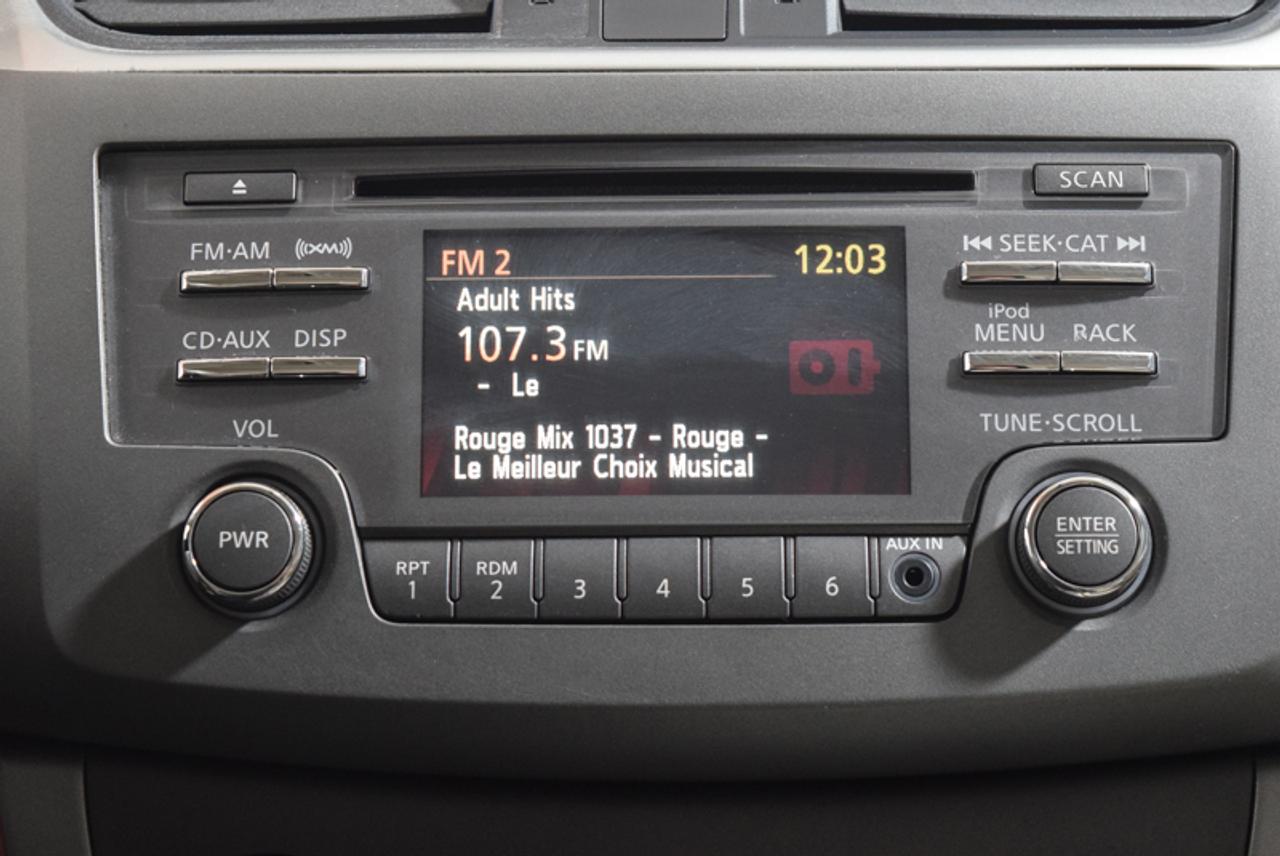 SCAN
FM·AM (((XM)))
SEEK·CAT
FM 2 12:03
Adult Hits
iPod
CD·AUX DISP
107.3 FM
MENU RACK
- Le
VOL
TUNE·SCROLL
Rouge Mix 1037 - Rouge -
Le Meilleur Choix Musical
PWR
ENTER
SETTING
AUX IN
RPT RDM
1 2 3 4 5 6